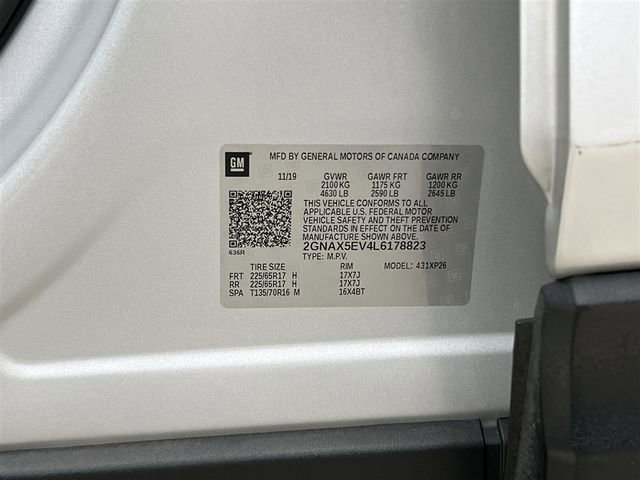 GM
MFD BY GENERAL MOTORS OF CANADA COMPANY
11/19 GVWR GAWR FRT GAWR RR
2100 KG 1175 KG 1200 KG
4630 LB 2590 LB 2645 LB
THIS VEHICLE CONFORMS TO ALL
APPLICABLE U.S. FEDERAL MOTOR
VEHICLE SAFETY AND THEFT PREVENTION
STANDARDS IN EFFECT ON THE DATE OF
MANUFACTURE SHOWN ABOVE.
2GNAX5EV4L6178823
636R
TYPE: M.P.V.
TIRE SIZE RIM MODEL: 431XP26
FRT 225/65R17 H 17X7J
RR 225/65R17 H 17X7J
SPA T135/70R16 M 16X4BT